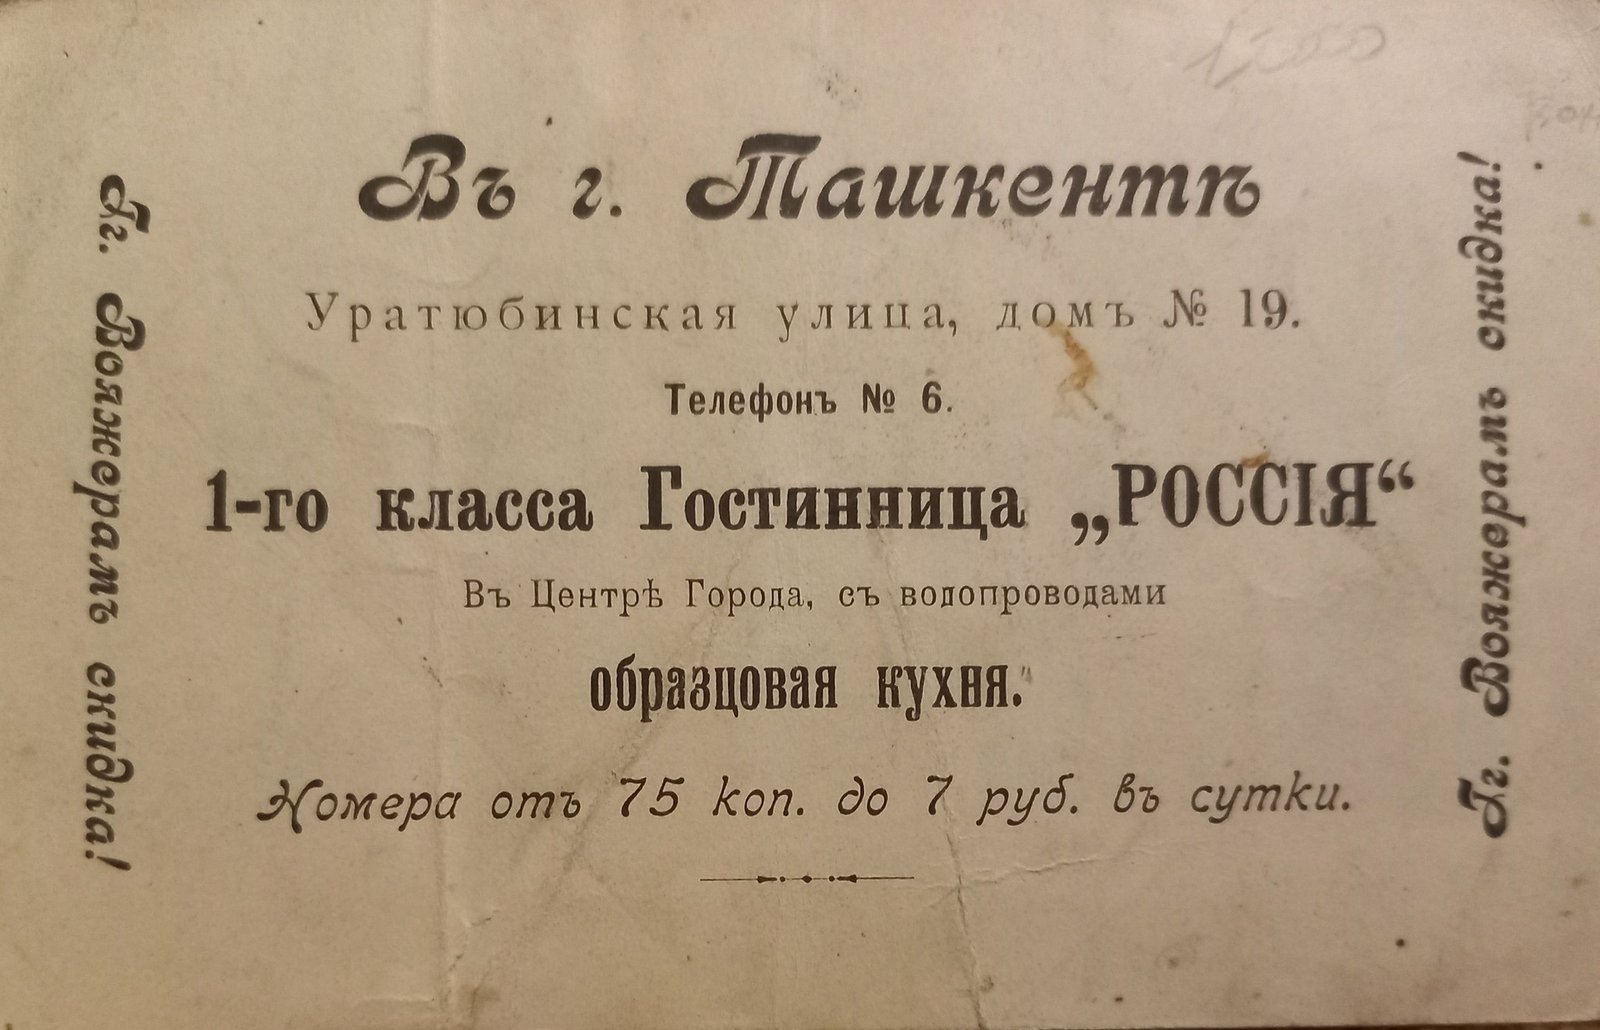 Въ г. Ташкентѣ
Уратюбинская улица, домъ № 19.
Телефонъ № 6.
1-го класса Гостинница „РОССІЯ“
Въ Центрѣ Города, съ водопроводами
образцовая кухня.
Номера отъ 75 коп. до 7 руб. въ сутки.
Гг. Вояжерамъ скидка!
Гг. Вояжерамъ скидка!